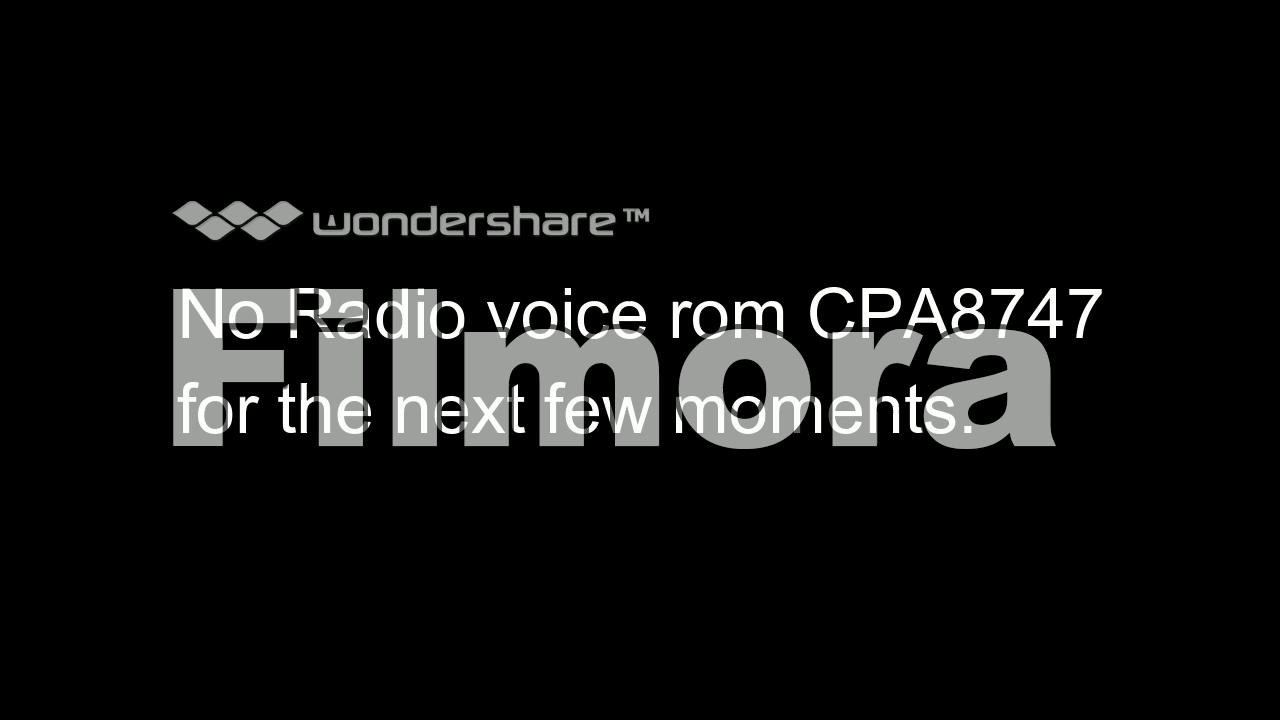 wondershare™
No Radio voice rom CPA8747
Filmora
for the next few moments.